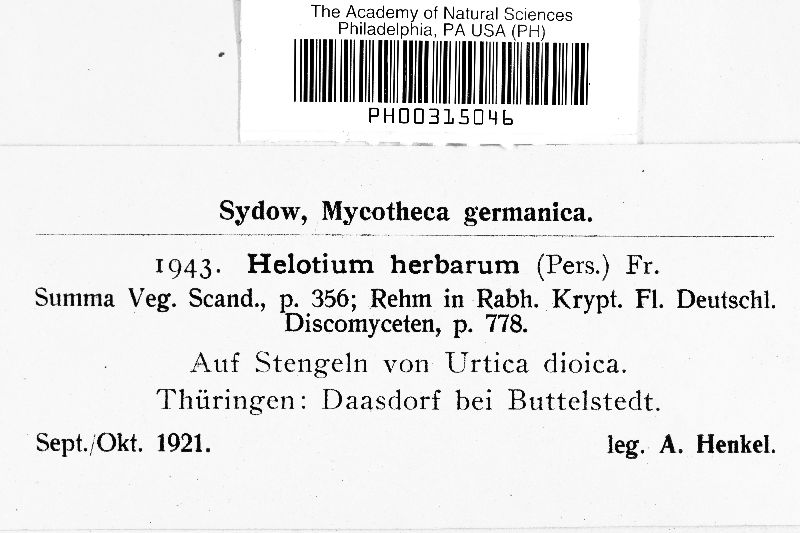 The Academy of Natural Sciences
Philadelphia, PA USA (PH)
PH00315046
Sydow, Mycotheca germanica.
1943. Helotium herbarum (Pers.) Fr.
Summa Veg. Scand., p. 356; Rehm in Rabh. Krypt. Fl. Deutschl.
Discomyceten, p. 778.
Auf Stengeln von Urtica dioica.
Thüringen: Daasdorf bei Buttelstedt.
Sept./Okt. 1921. leg. A. Henkel.